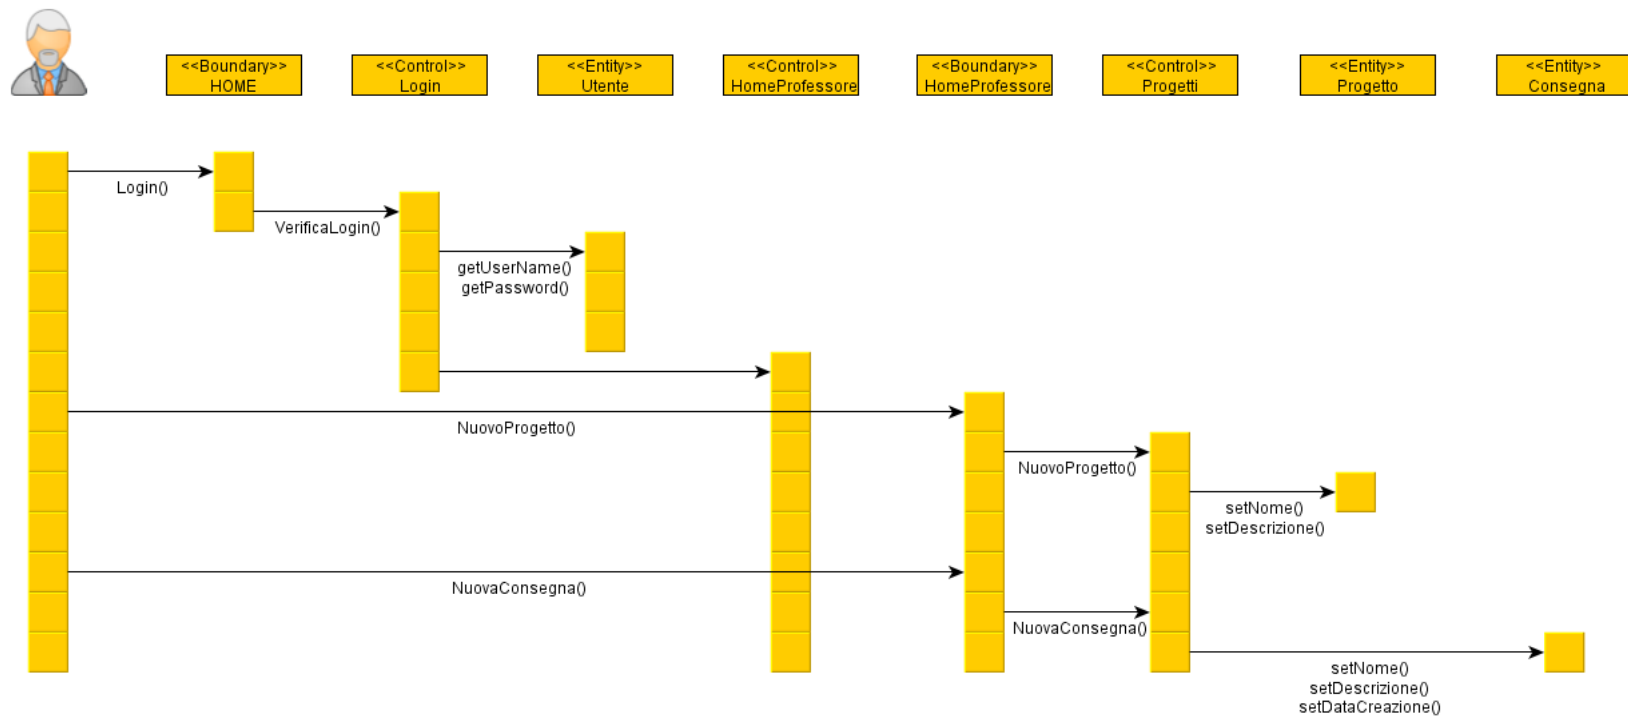 <<Boundary>>
HOME
<<Control>>
Login
<<Entity>>
Utente
<<Control>>
HomeProfessore
<<Boundary>>
HomeProfessore
<<Control>>
Progetti
<<Entity>>
Progetto
<<Entity>>
Consegna
Login()
VerificaLogin()
getUserName()
getPassword()
NuovoProgetto()
NuovoProgetto()
setNome()
setDescrizione()
NuovaConsegna()
NuovaConsegna()
setNome()
setDescrizione()
setDataCreazione()